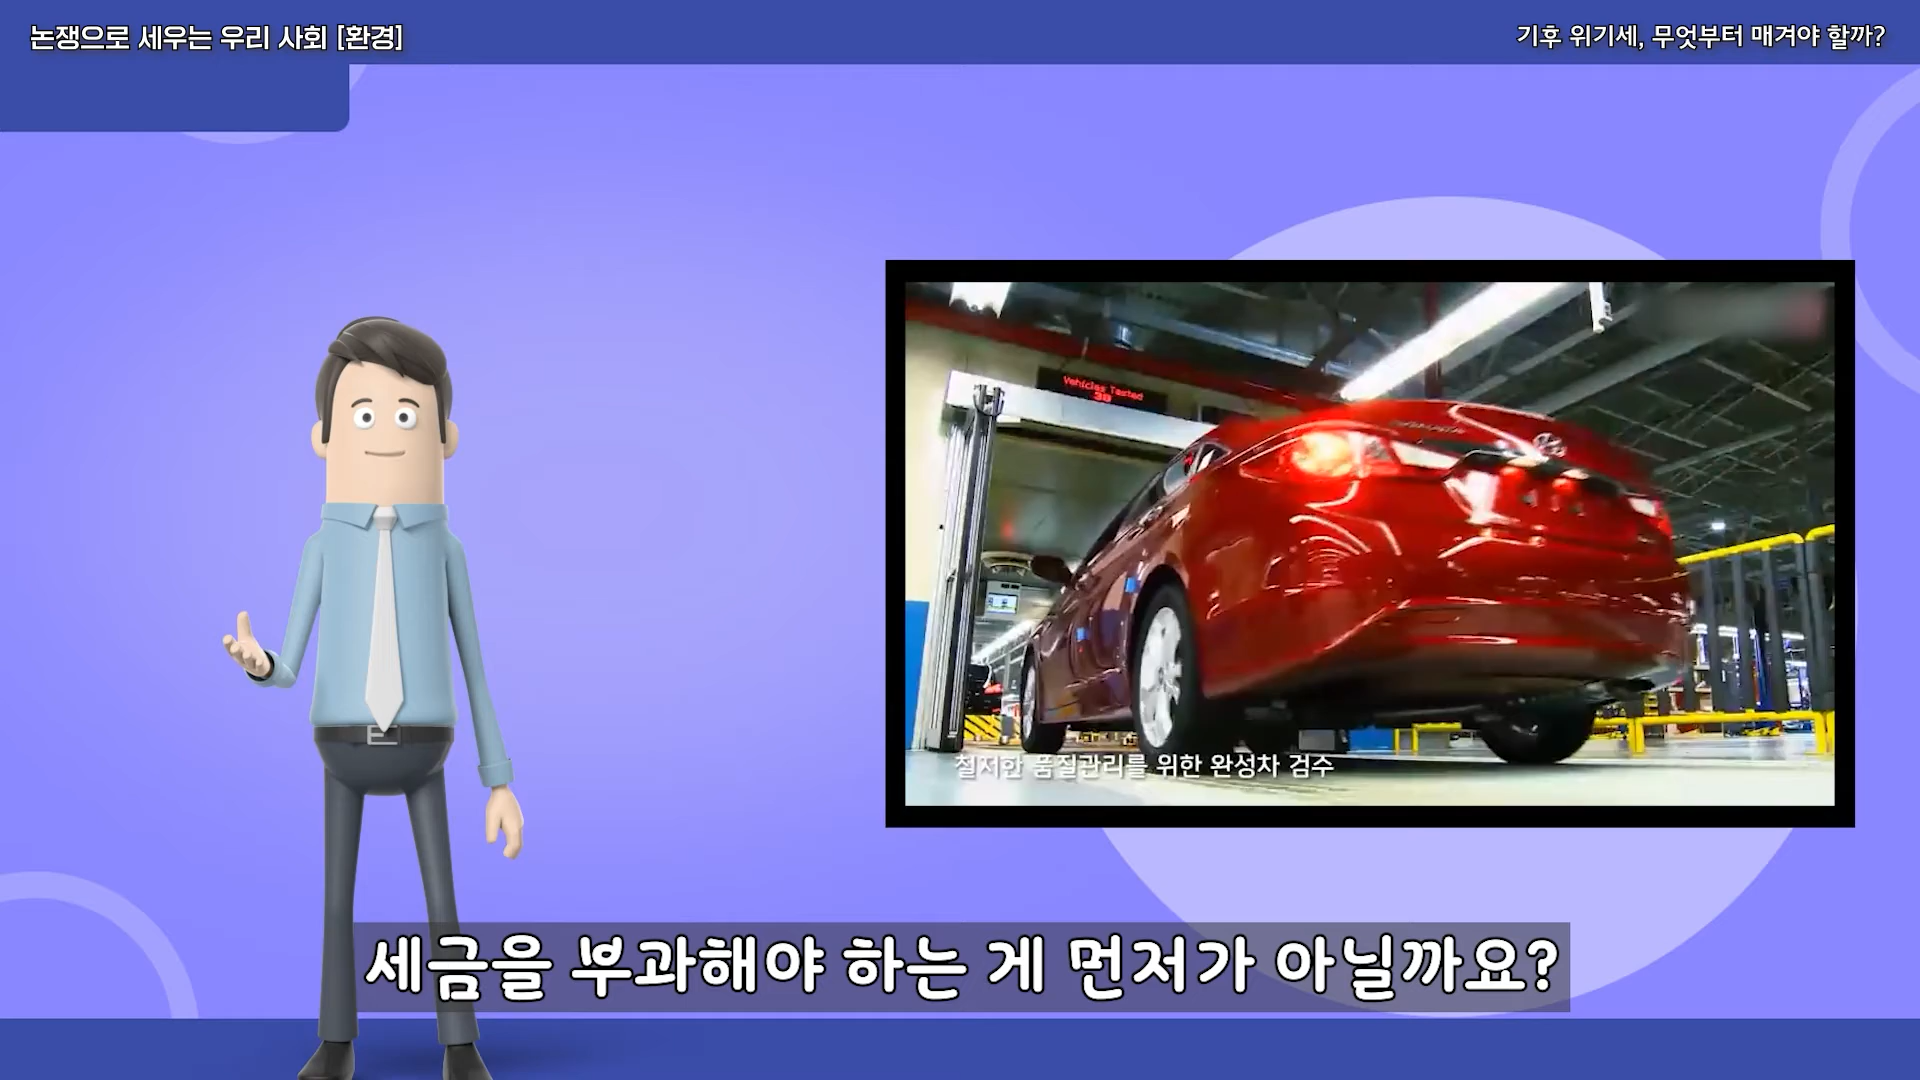 논쟁으로 세우는 우리 사회 [환경]
기후 위기세, 무엇부터 매겨야 할까?
Vehicles Tested
38
철저한 품질관리를 위한 완성차 검수
세금을 부과해야 하는 게 먼저가 아닐까요?